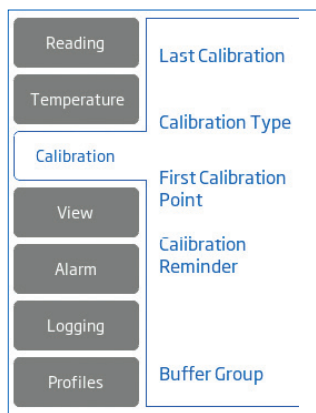 Reading
Temperature
Calibration
View
Alarm
Logging
Profiles
Last Calibration
Calibration Type
First Calibration
Point
Calibration
Reminder
Buffer Group